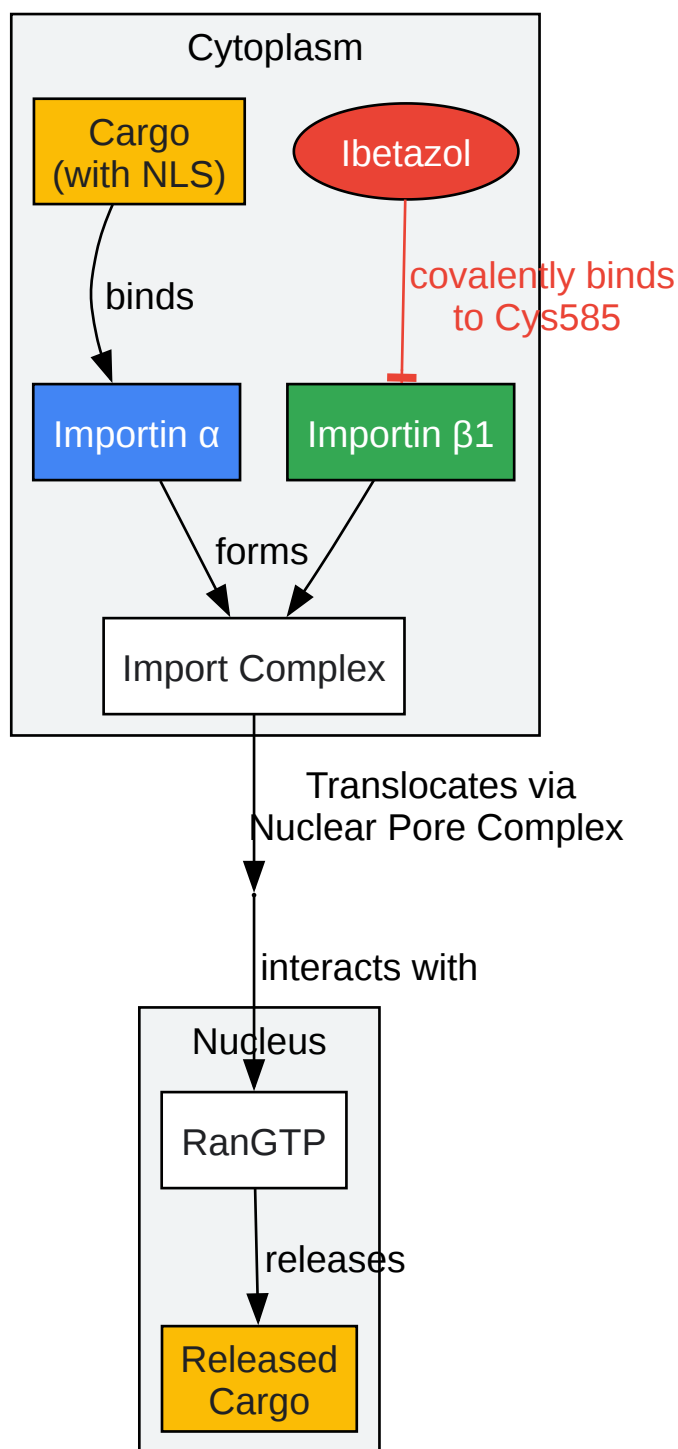 Cytoplasm
Cargo
(with NLS)
Ibetazol
binds
covalently binds
to Cys585
Importin α
Importin β1
forms
Import Complex
Translocates via
Nuclear Pore Complex
interacts with
Nucleus
RanGTP
releases
Released
Cargo